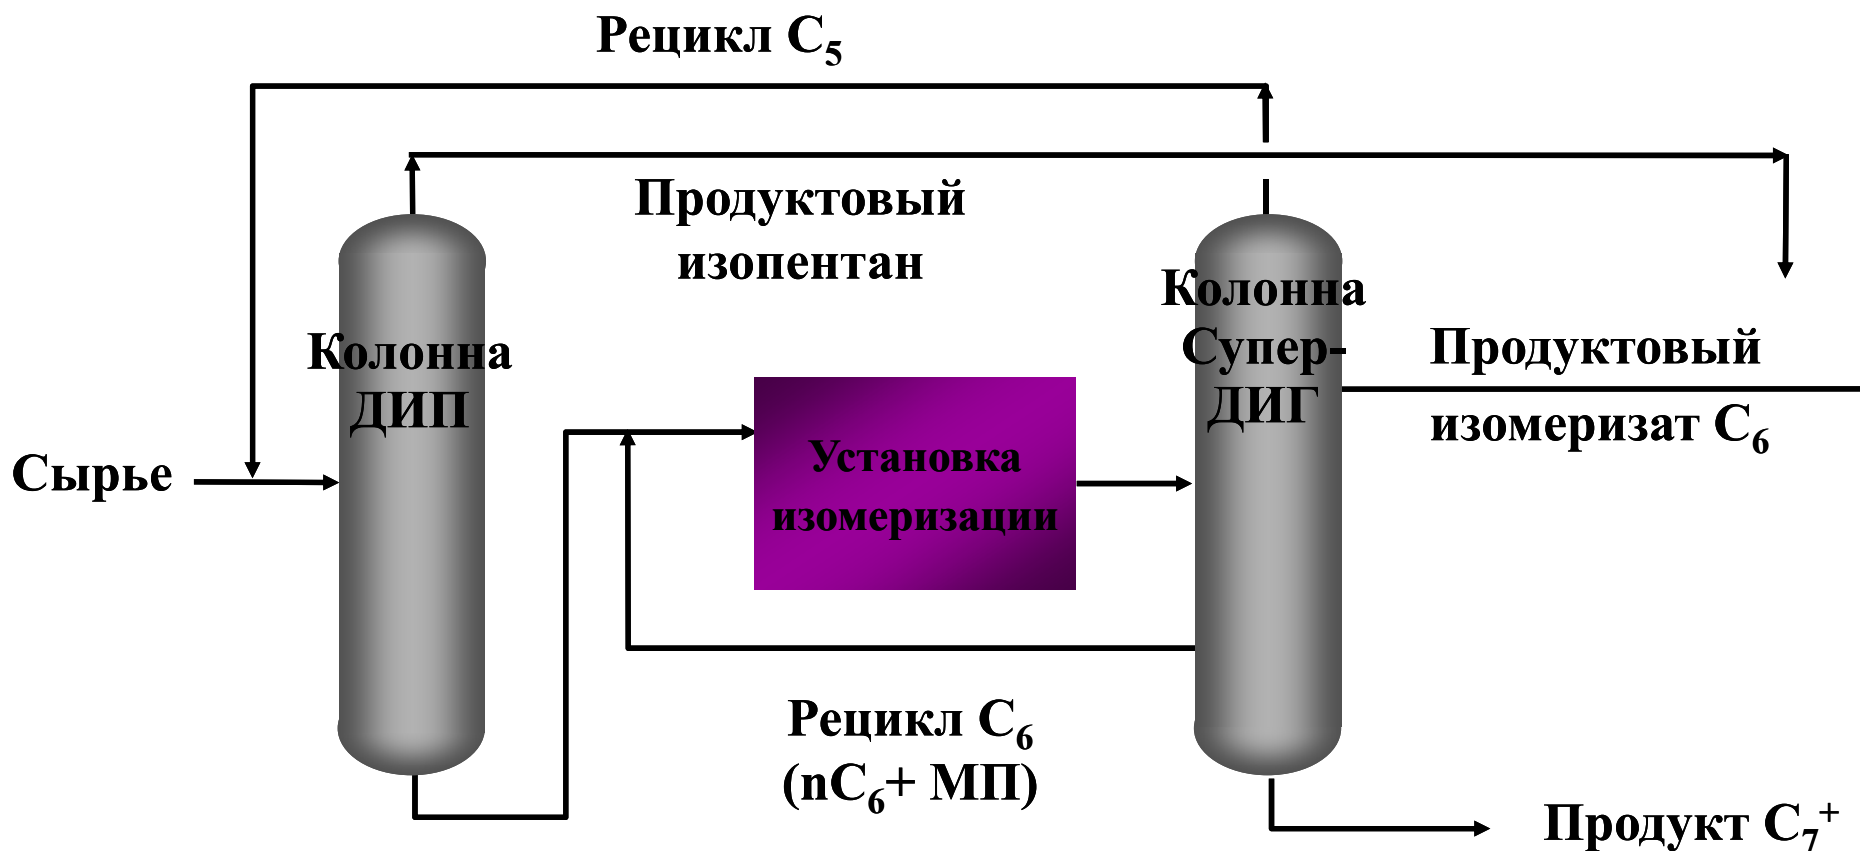 Рецикл C₅
Продуктовый
изопентан
Колонна
ДИП
Колонна
Супер-
ДИГ
Продуктовый
изомеризат C₆
Сырье
Установка
изомеризации
Рецикл C₆
(nC₆+ МП)
Продукт C₇⁺